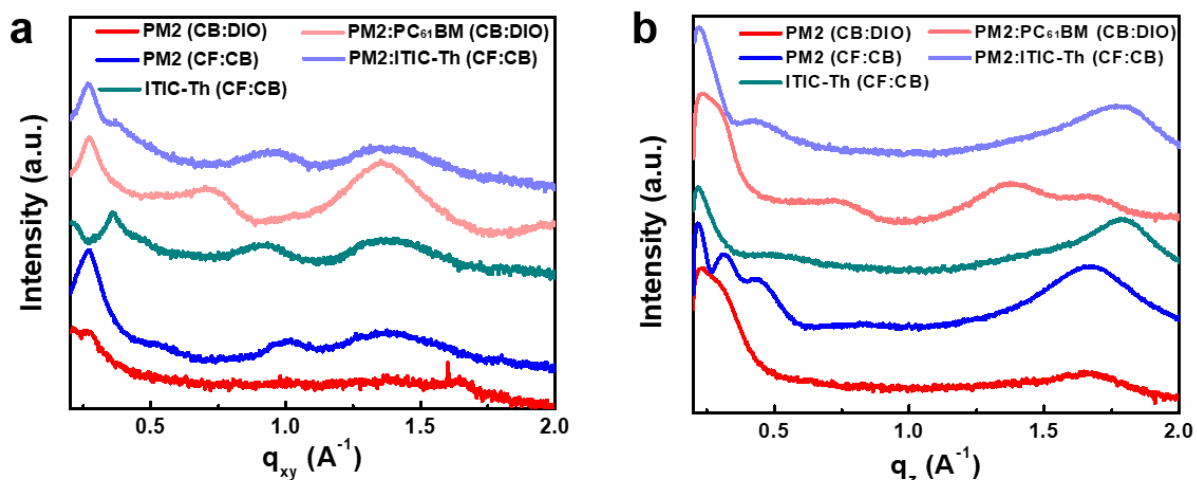 a
PM2 (CB:DIO) PM2:PC₆₁BM (CB:DIO)
PM2 (CF:CB) PM2:ITIC-Th (CF:CB)
ITIC-Th (CF:CB)
Intensity (a.u.)
0.5 1.0 1.5 2.0
q_xy (A⁻¹)
b
PM2 (CB:DIO) PM2:PC₆₁BM (CB:DIO)
PM2 (CF:CB) PM2:ITIC-Th (CF:CB)
ITIC-Th (CF:CB)
Intensity (a.u.)
0.5 1.0 1.5 2.0
q_z (A⁻¹)